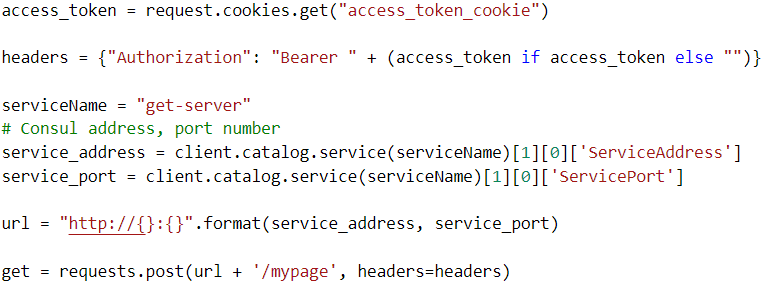 access_token = request.cookies.get("access_token_cookie")
headers = {"Authorization": "Bearer " + (access_token if access_token else "")}
serviceName = "get-server"
# Consul address, port number
service_address = client.catalog.service(serviceName)[1][0]['ServiceAddress']
service_port = client.catalog.service(serviceName)[1][0]['ServicePort']
url = "http://{}:{}".format(service_address, service_port)
get = requests.post(url + '/mypage', headers=headers)